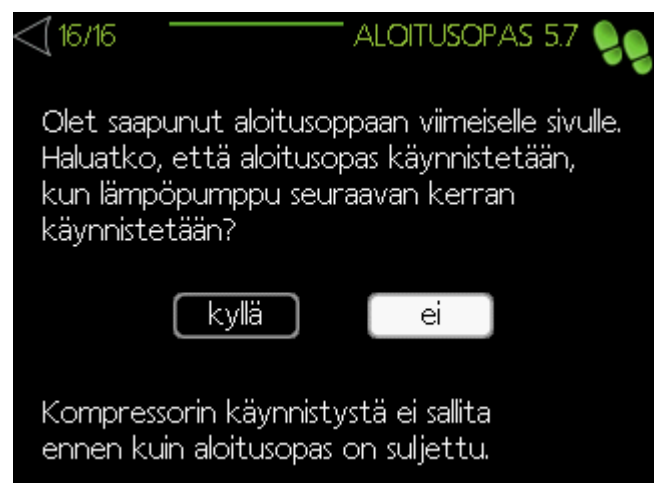 16/16 ALOITUSOPAS 5.7
Olet saapunut aloitusoppaan viimeiselle sivulle.
Haluatko, että aloitusopas käynnistetään,
kun lämpöpumppu seuraavan kerran
käynnistetään?
kyllä ei
Kompressorin käynnistystä ei sallita
ennen kuin aloitusopas on suljettu.